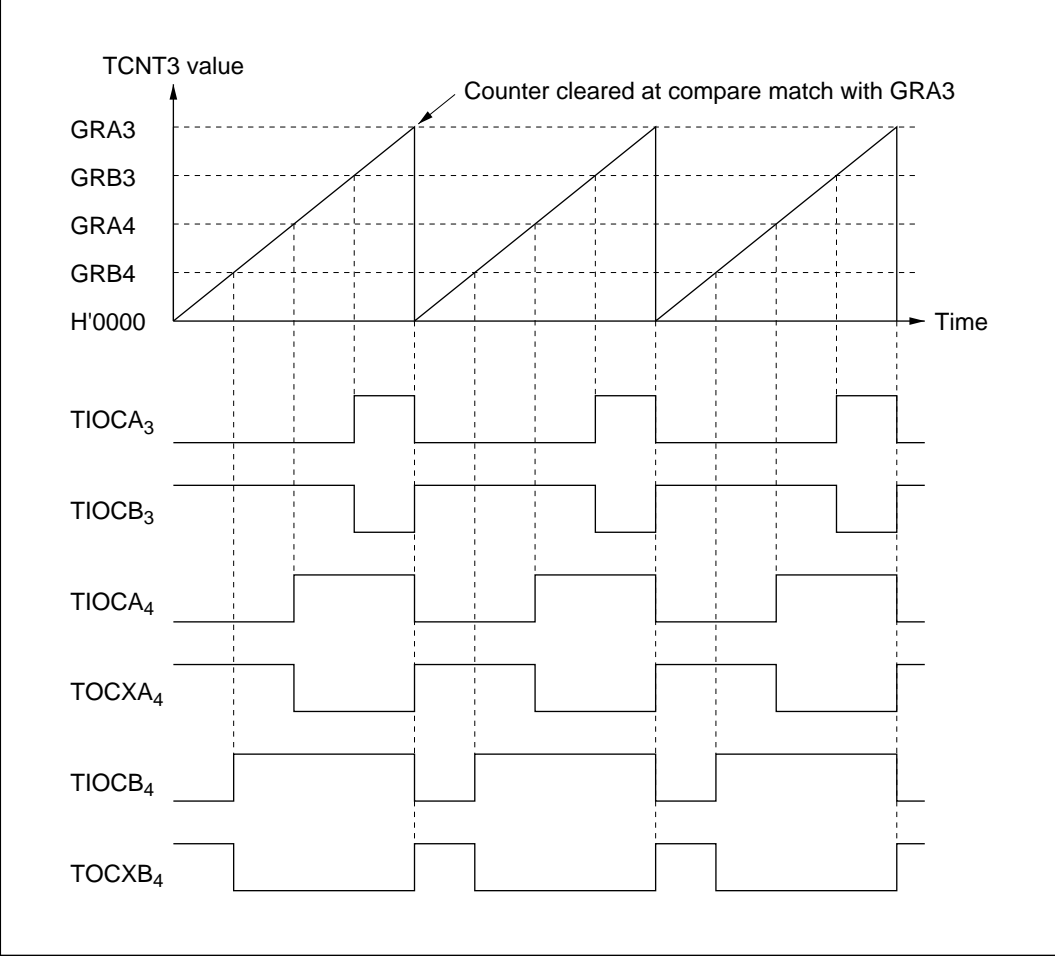 TCNT3 value
Counter cleared at compare match with GRA3
GRA3
GRB3
GRA4
GRB4
H'0000
Time
TIOCA3
TIOCB3
TIOCA4
TOCXA4
TIOCB4
TOCXB4